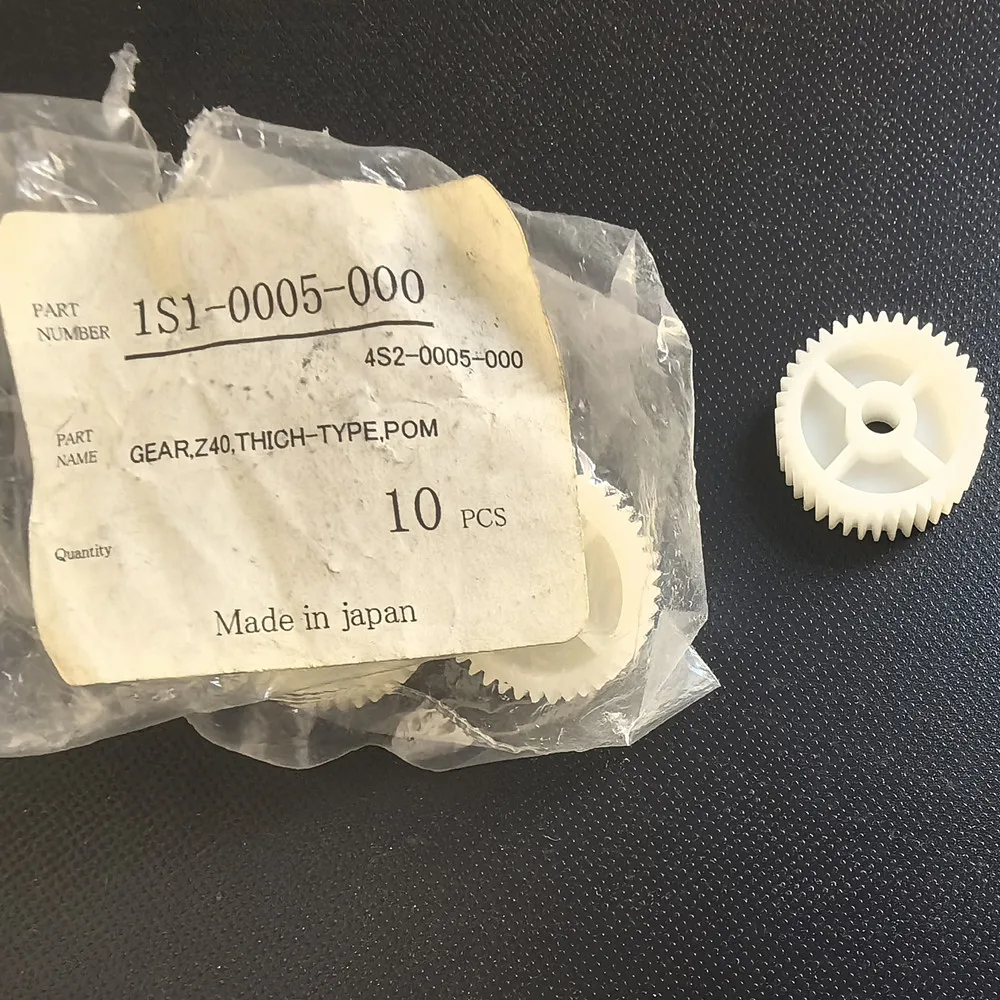 PART NUMBER 1S1-0005-000
4S2-0005-000
PART NAME GEAR,Z40,THICH-TYPE,POM
10 PCS
Quantity
Made in japan